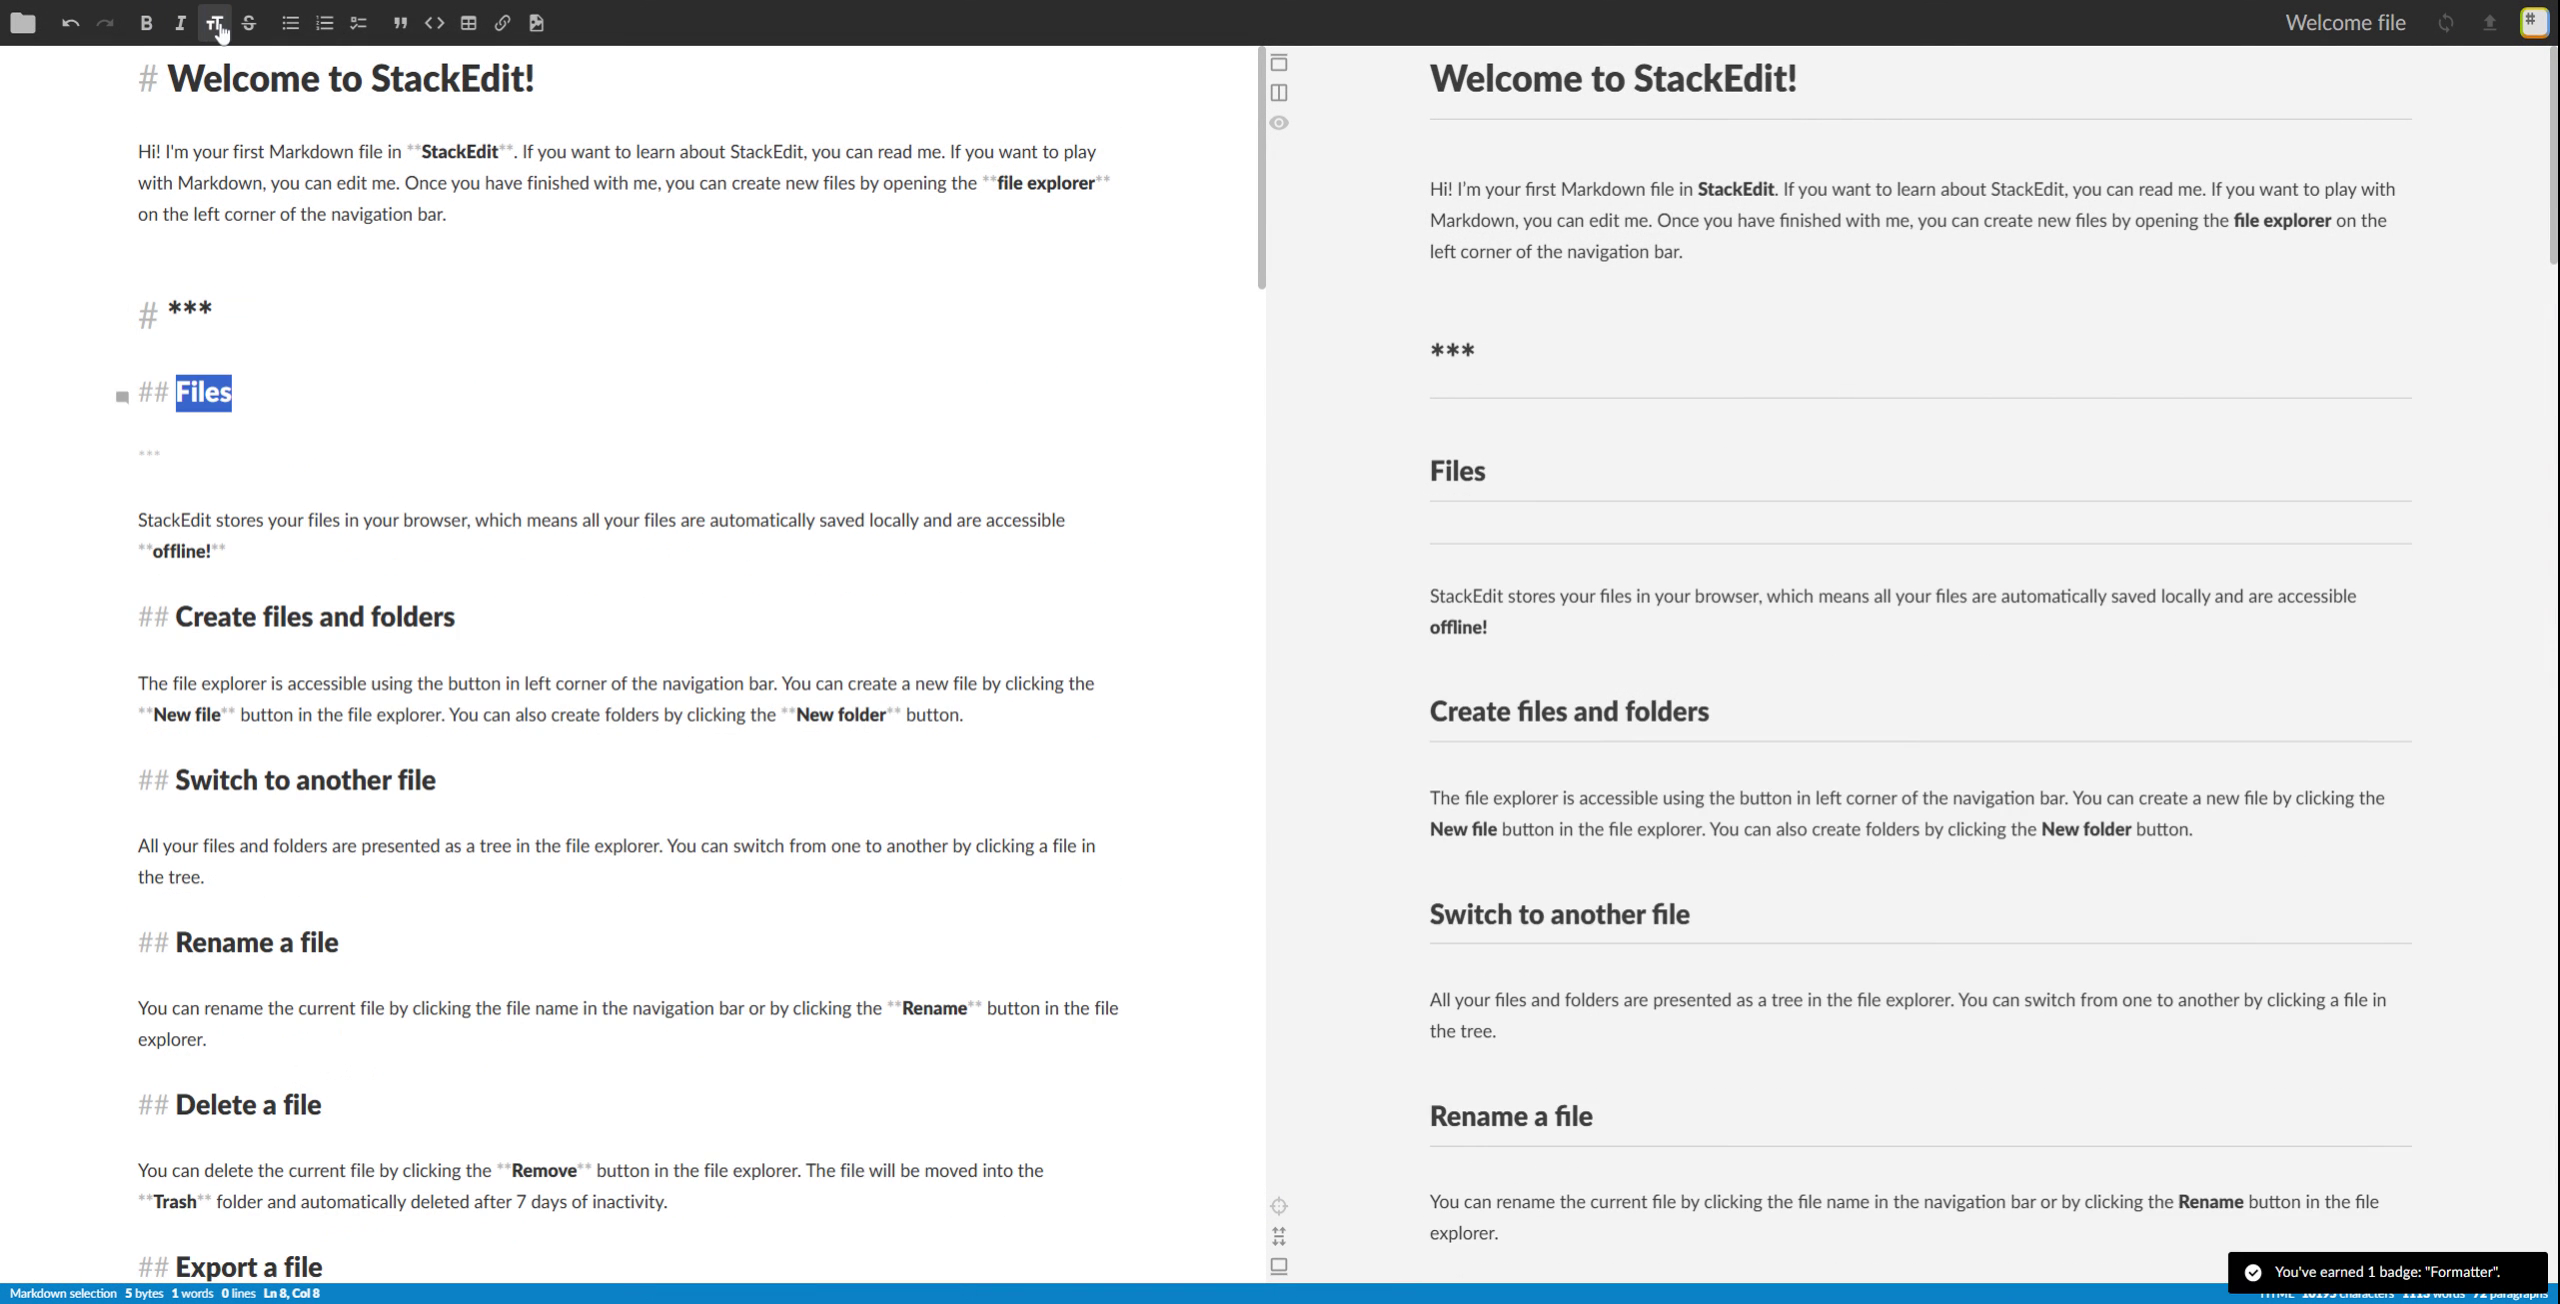 Welcome file
# Welcome to StackEdit!
Hi! I'm your first Markdown file in **StackEdit**. If you want to learn about StackEdit, you can read me. If you want to play
with Markdown, you can edit me. Once you have finished with me, you can create new files by opening the **file explorer**
on the left corner of the navigation bar.
# ***
## Files
***
StackEdit stores your files in your browser, which means all your files are automatically saved locally and are accessible
**offline!**
## Create files and folders
The file explorer is accessible using the button in left corner of the navigation bar. You can create a new file by clicking the
**New file** button in the file explorer. You can also create folders by clicking the **New folder** button.
## Switch to another file
All your files and folders are presented as a tree in the file explorer. You can switch from one to another by clicking a file in
the tree.
## Rename a file
You can rename the current file by clicking the file name in the navigation bar or by clicking the **Rename** button in the file
explorer.
## Delete a file
You can delete the current file by clicking the **Remove** button in the file explorer. The file will be moved into the
**Trash** folder and automatically deleted after 7 days of inactivity.
## Export a file
Welcome to StackEdit!
Hi! I'm your first Markdown file in StackEdit. If you want to learn about StackEdit, you can read me. If you want to play with
Markdown, you can edit me. Once you have finished with me, you can create new files by opening the file explorer on the
left corner of the navigation bar.
***
Files
StackEdit stores your files in your browser, which means all your files are automatically saved locally and are accessible
offline!
Create files and folders
The file explorer is accessible using the button in left corner of the navigation bar. You can create a new file by clicking the
New file button in the file explorer. You can also create folders by clicking the New folder button.
Switch to another file
All your files and folders are presented as a tree in the file explorer. You can switch from one to another by clicking a file in
the tree.
Rename a file
You can rename the current file by clicking the file name in the navigation bar or by clicking the Rename button in the file
explorer.
You've earned 1 badge: "Formatter".
Markdown selection 5 bytes 1 words 0 lines Ln 8, Col 8